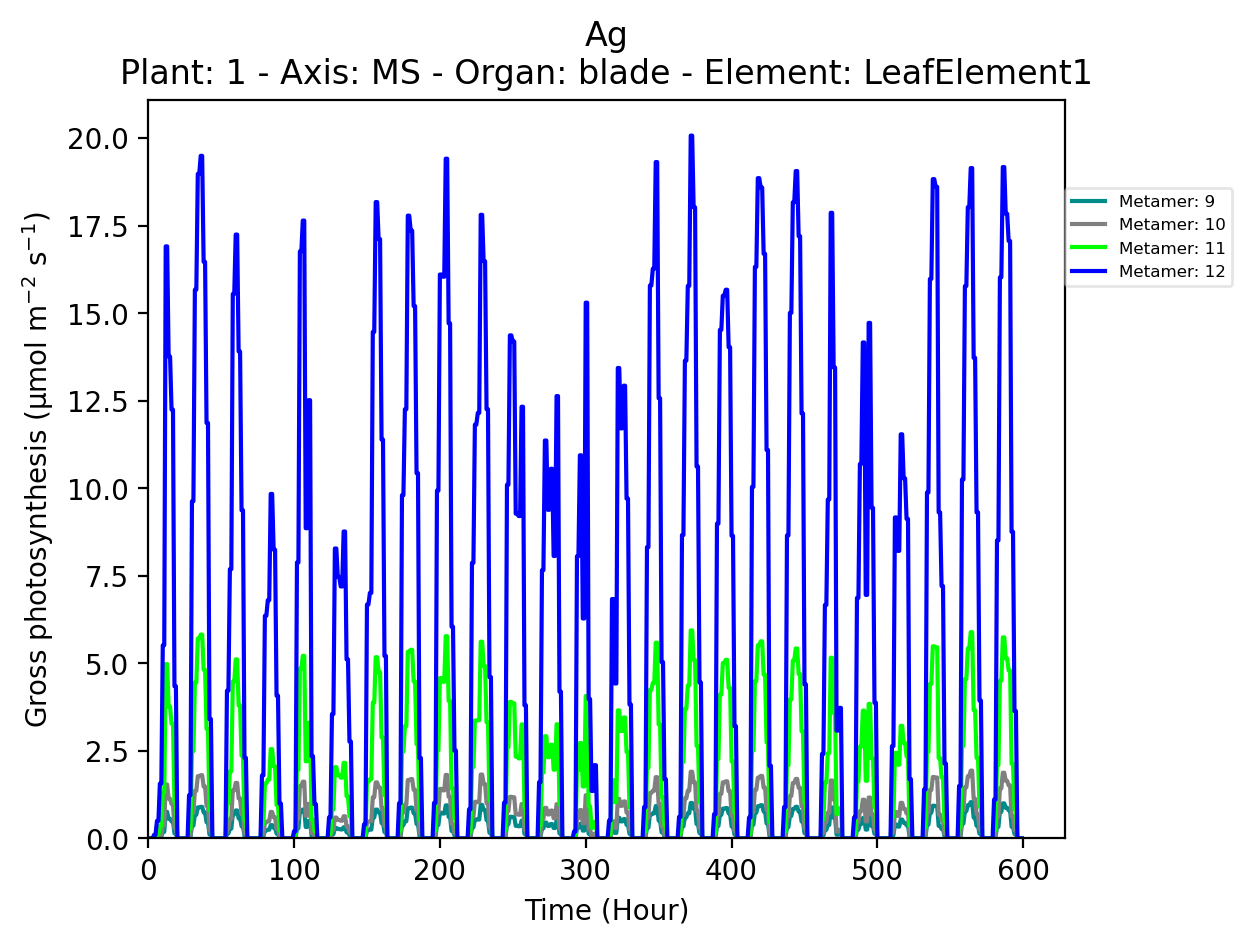 Ag
Plant: 1 - Axis: MS - Organ: blade - Element: LeafElement1
20.0
17.5
15.0
12.5
10.0
7.5
5.0
2.5
0.0
Gross photosynthesis (µmol m⁻² s⁻¹)
Metamer: 9
Metamer: 10
Metamer: 11
Metamer: 12
0 100 200 300 400 500 600
Time (Hour)